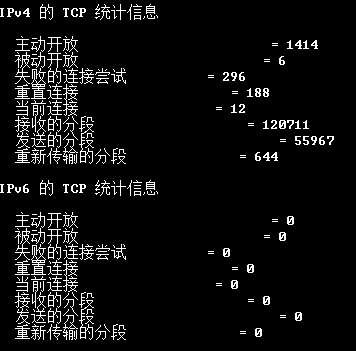 IPv4 的 TCP 统计信息
主动开放 = 1414
被动开放 = 6
失败的连接尝试 = 296
重置连接 = 188
当前连接 = 12
接收的分段 = 120711
发送的分段 = 55967
重新传输的分段 = 644
IPv6 的 TCP 统计信息
主动开放 = 0
被动开放 = 0
失败的连接尝试 = 0
重置连接 = 0
当前连接 = 0
接收的分段 = 0
发送的分段 = 0
重新传输的分段 = 0